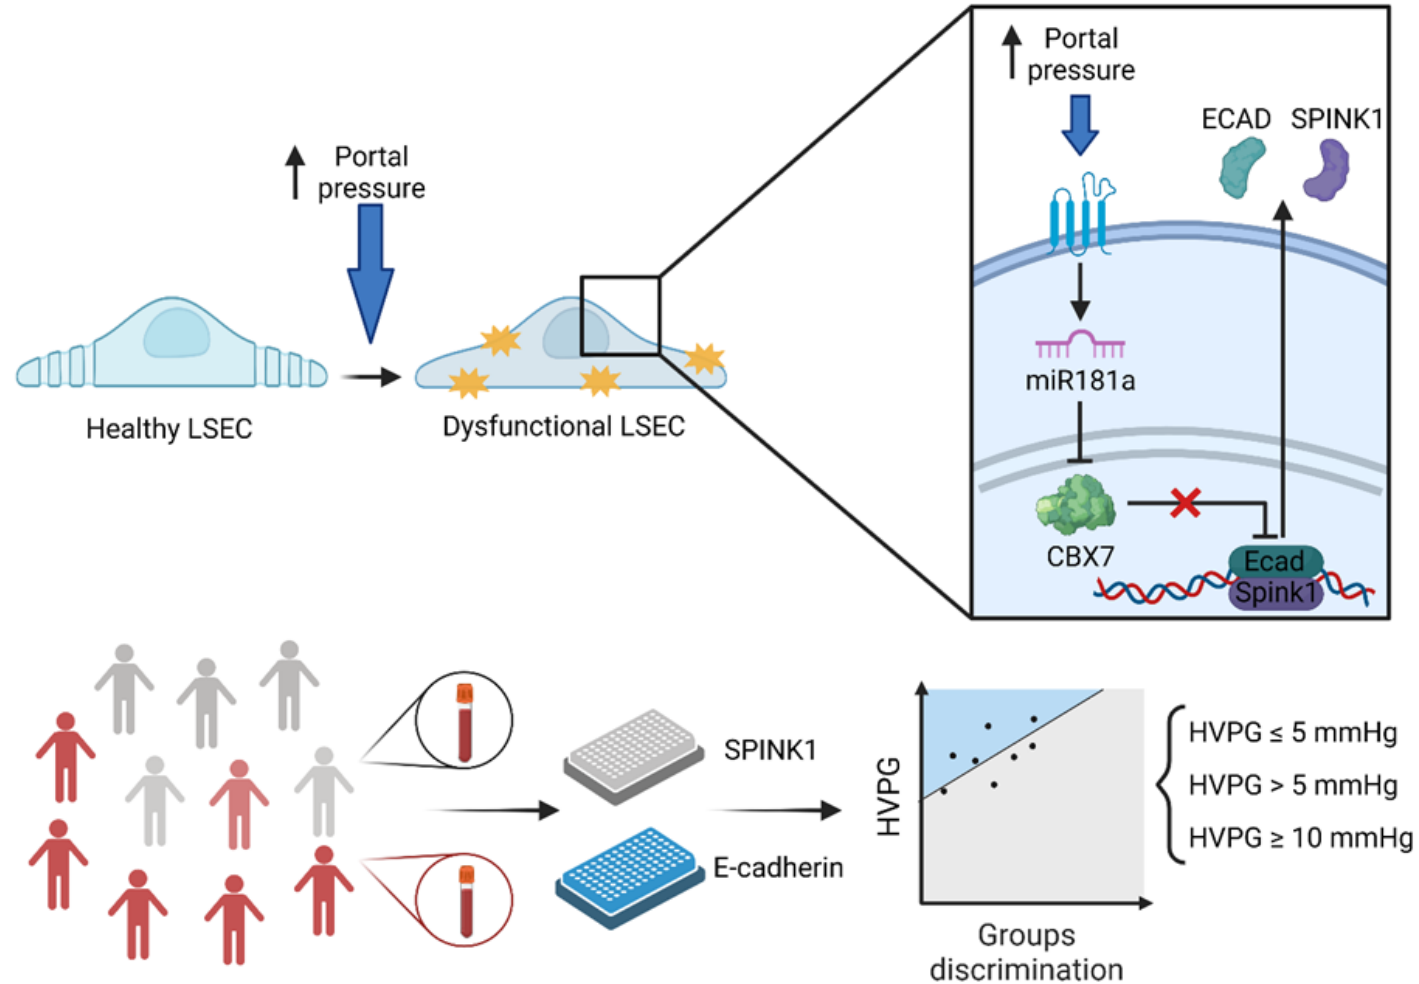 Portal
pressure
Healthy LSEC
Dysfunctional LSEC
Portal
pressure
ECAD SPINK1
miR181a
CBX7
Ecad
Spink1
SPINK1
E-cadherin
HVPG
Groups
discrimination
HVPG ≤ 5 mmHg
HVPG > 5 mmHg
HVPG ≥ 10 mmHg